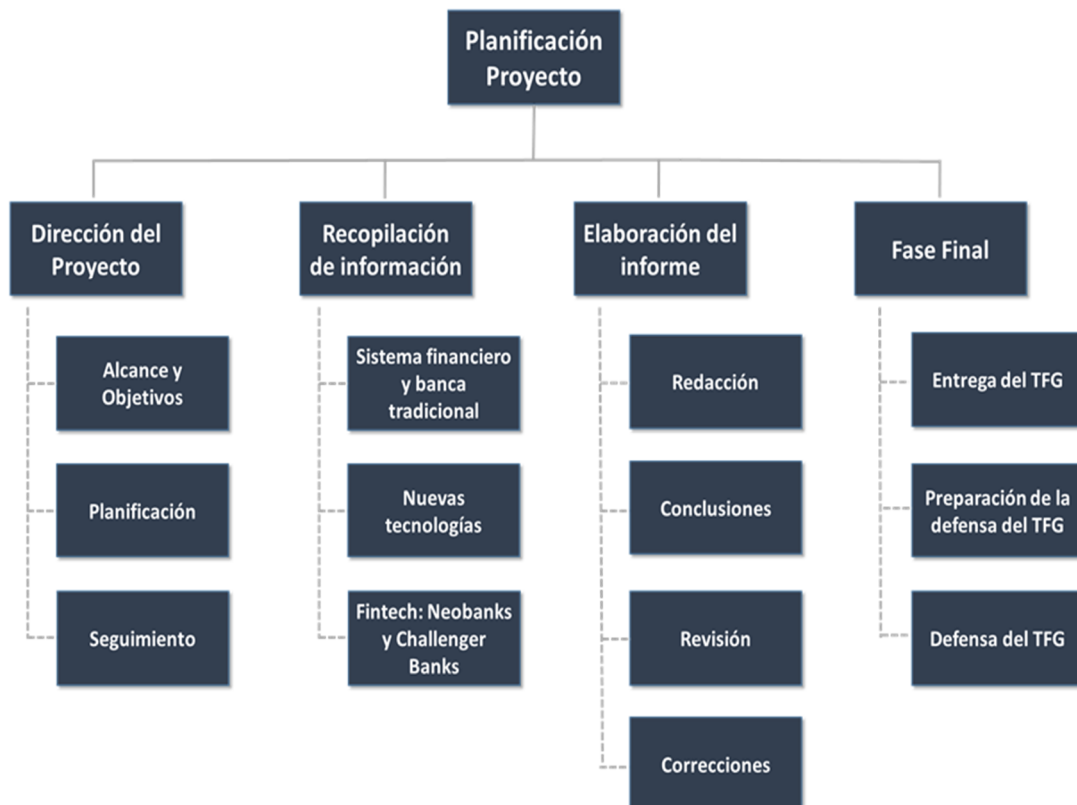 Planificación
Proyecto
Dirección del
Proyecto
Alcance y
Objetivos
Planificación
Seguimiento
Recopilación
de información
Sistema financiero
y banca
tradicional
Nuevas
tecnologías
Fintech: Neobanks
y Challenger
Banks
Elaboración del
informe
Redacción
Conclusiones
Revisión
Correcciones
Fase Final
Entrega del TFG
Preparación de la
defensa del TFG
Defensa del TFG